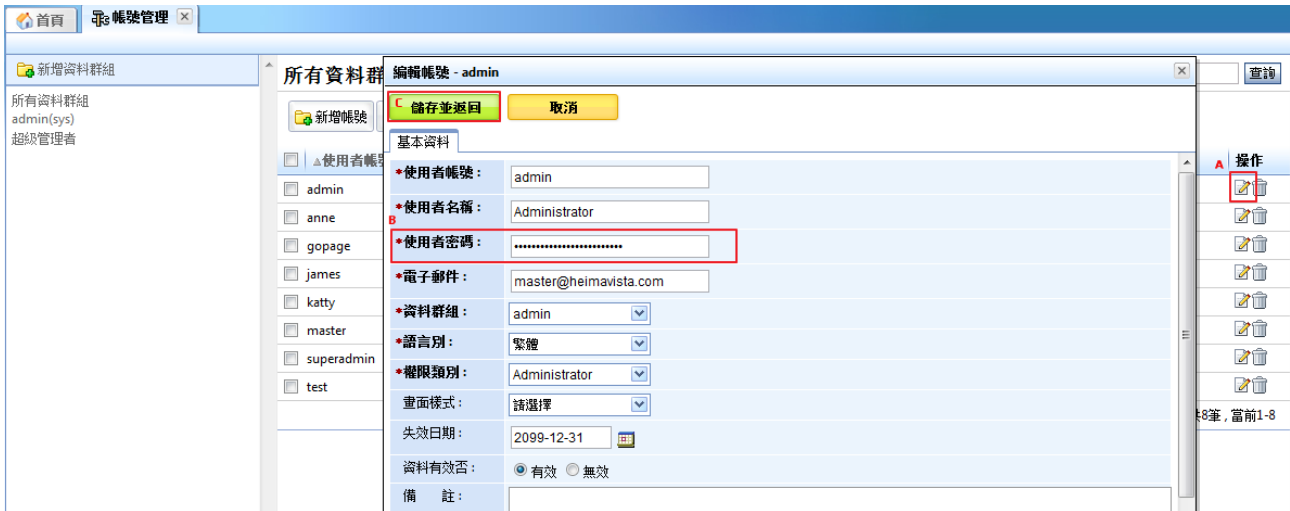 首頁 帳號管理
新增資料群組
所有資料群組
admin(sys)
超級管理者
所有資料群
查詢
新增帳號
使用者帳號
操作
A
admin
anne
gopage
james
katty
master
superadmin
test
筆,當前1-8
編輯帳號 - admin
C 儲存並返回 取消
基本資料
*使用者帳號: admin
*使用者名稱: Administrator
B
*使用者密碼: •••••••••••••••••••••••••
*電子郵件: master@heimavista.com
*資料群組: admin
*語言別: 繁體
*權限類別: Administrator
畫面樣式: 請選擇
失效日期: 2099-12-31
資料有效否: 有效 無效
備 註: